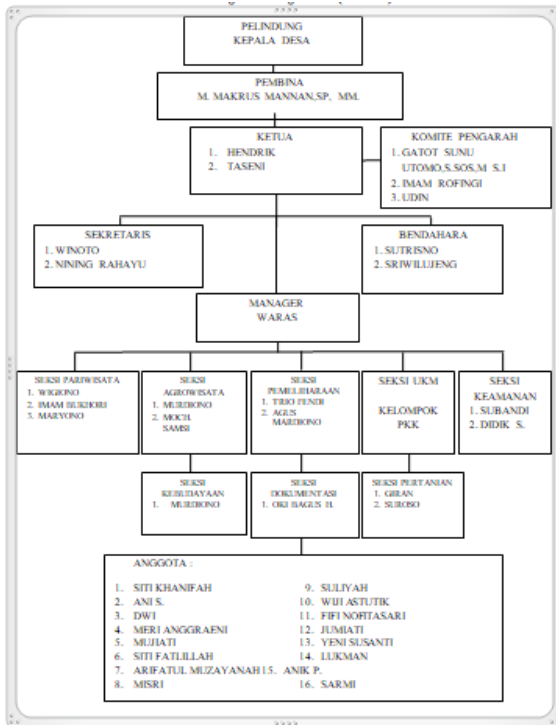 PELINDUNG
KEPALA DESA
PEMBINA
M. MAKRUS MANNAN,SP, MM.
KETUA
1. HENDRIK
2. TASENI
KOMITE PENGARAH
1. GATOT SUNU
UTOMO,S.SOS,M S.I
2. IMAM ROFINGI
3. UDIN
SEKRETARIS
1. WINOTO
2. NINING RAHAYU
BENDAHARA
1. SUTRISNO
2. SRIWILUJENG
MANAGER
WARAS
SEKSI PARIWISATA
1. WIGIONO
2. IMAM BUKHORI
3. MARYONO
SEKSI
AGROWISATA
1. MURDIONO
2. MOCH.
SAMSI
SEKSI
PEMELIHARAAN
1. TRIO FENDI
2. AGUS
MARDIONO
SEKSI UKM
KELOMPOK
PKK
SEKSI
KEAMANAN
1. SUBANDI
2. DIDIK S.
SEKSI
KEBUDAYAAN
1. MURDIONO
SEKSI
DOKUMENTASI
1. OKI BAGUS H.
SEKSI PERTANIAN
1. GIRAN
2. SUROSO
ANGGOTA :
1. SITI KHANIFAH
2. ANI S.
3. DWI
4. MERI ANGGRAENI
5. MUJIATI
6. SITI FATLILLAH
7. ARIFATUL MUZAYANAH
8. MISRI
9. SULIYAH
10. WIJI ASTUTIK
11. FIFI NOFITASARI
12. JUMIATI
13. YENI SUSANTI
14. LUKMAN
15. ANIK P.
16. SARMI